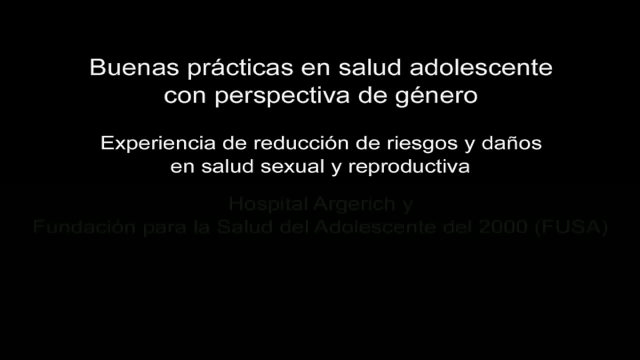 Buenas prácticas en salud adolescente
con perspectiva de género
Experiencia de reducción de riesgos y daños
en salud sexual y reproductiva
Hospital Argerich y
Fundación para la Salud del Adolescente del 2000 (FUSA)